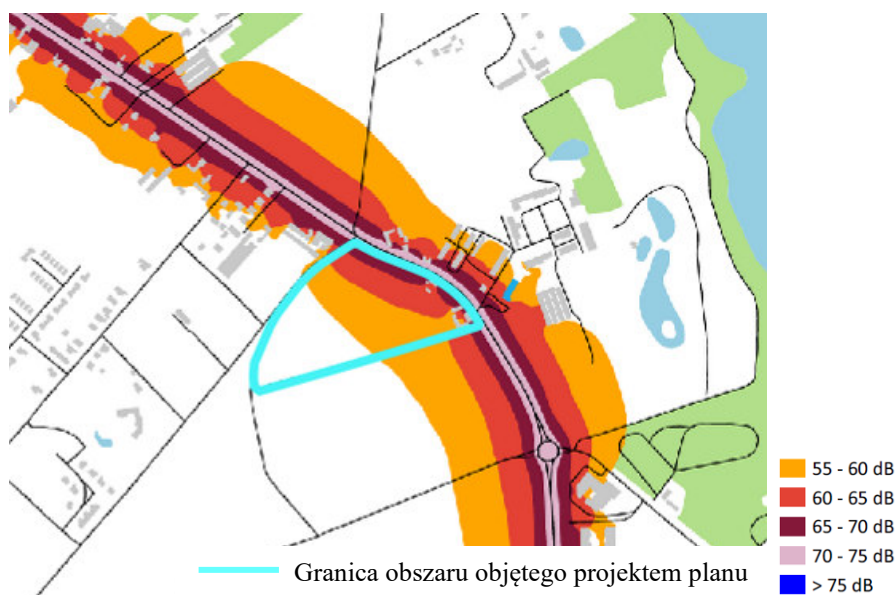 55 - 60 dB
60 - 65 dB
65 - 70 dB
70 - 75 dB
Granica obszaru objętego projektem planu
> 75 dB